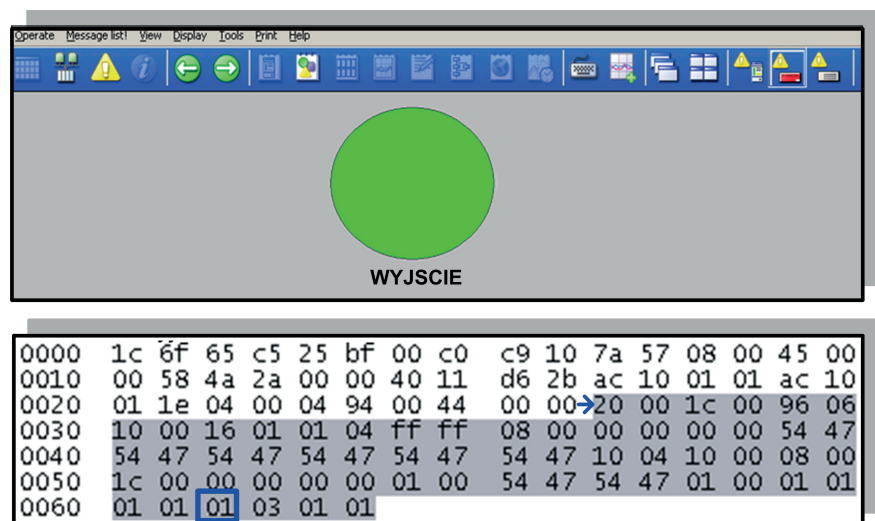 Operate Message list! View Display Tools Print Help
WYJSCIE
0000 1c 6f 65 c5 25 bf 00 c0 c9 10 7a 57 08 00 45 00
0010 00 58 4a 2a 00 00 40 11 d6 2b ac 10 01 01 ac 10
0020 01 1e 04 00 04 94 00 44 00 00 20 00 1c 00 96 06
0030 10 00 16 01 01 04 ff ff 08 00 00 00 00 00 54 47
0040 54 47 54 47 54 47 54 47 54 47 10 04 10 00 08 00
0050 1c 00 00 00 00 00 01 00 54 47 54 47 01 00 01 01
0060 01 01 01 03 01 01